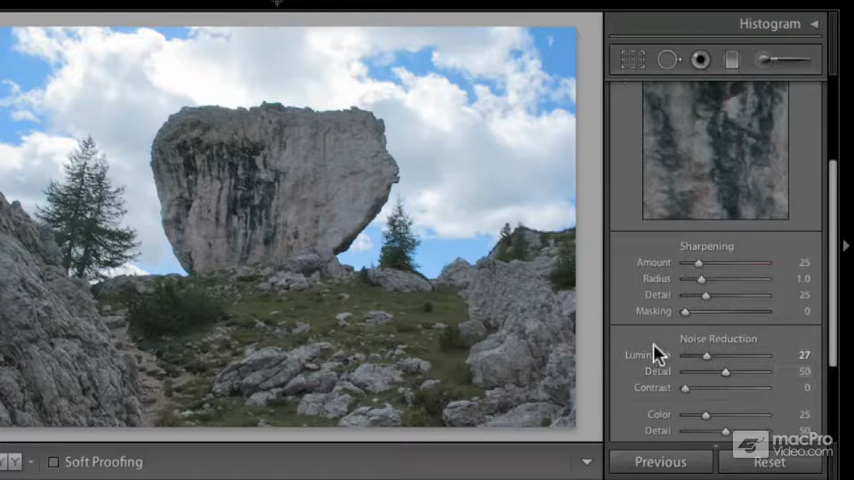 Histogram
Sharpening
Amount 25
Radius 1.0
Detail 25
Masking 0
Noise Reduction
27
Detail 50
Contrast 0
Color 25
Detail 50
macPro
Video.com
Y
Soft Proofing
Previous
Reset